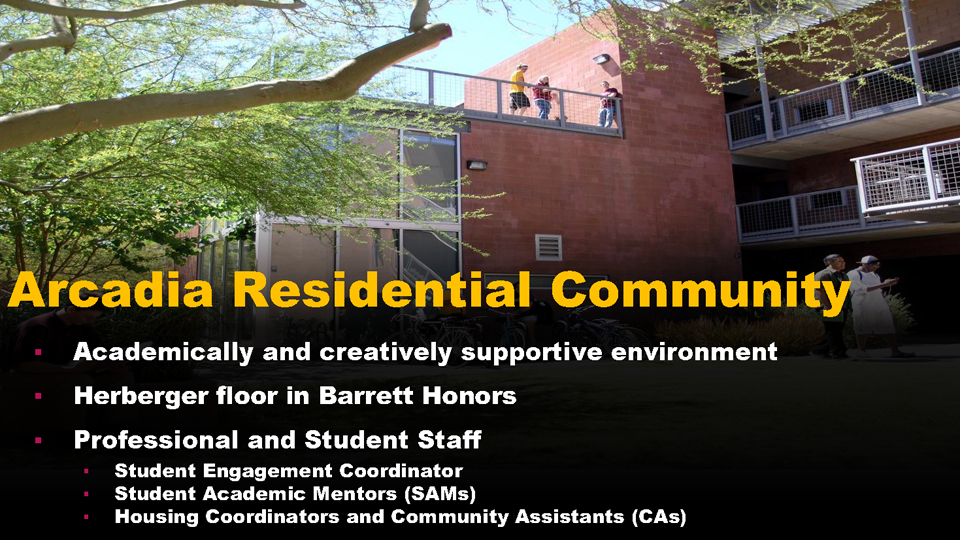 Arcadia Residential Community
▪ Academically and creatively supportive environment
▪ Herberger floor in Barrett Honors
▪ Professional and Student Staff
▪ Student Engagement Coordinator
▪ Student Academic Mentors (SAMs)
▪ Housing Coordinators and Community Assistants (CAs)